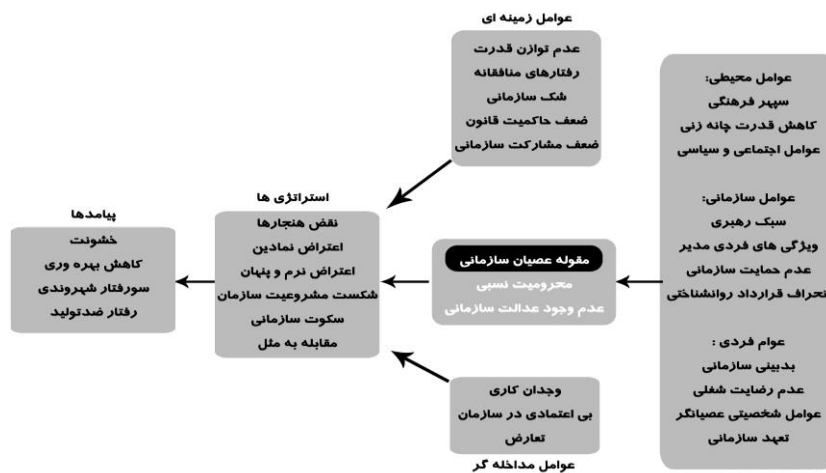 عوامل محیطی:
سپهر فرهنگی
کاهش قدرت چانه زنی
عوامل اجتماعی و سیاسی
عوامل سازمانی:
سبک رهبری
ویژگی های فردی مدیر
عدم حمایت سازمانی
نحراف قرارداد روانشناختی
عوام فردی :
بدبینی سازمانی
عدم رضایت شغلی
عوامل شخصیتی عصیانگر
تعهد سازمانی
عوامل زمینه ای
عدم توازن قدرت
رفتارهای منافقانه
شک سازمانی
ضعف حاکمیت قانون
ضعف مشارکت سازمانی
مقوله عصیان سازمانی
محرومیت نسبی
عدم وجود عدالت سازمانی
وجدان کاری
بی اعتمادی در سازمان
تعارض
عوامل مداخله گر
استراتژی ها
نقض هنجارها
اعتراض نمادین
اعتراض نرم و پنهان
شکست مشروعیت سازمان
سکوت سازمانی
مقابله به مثل
پیامدها
خشونت
کاهش بهره وری
سورفتار شهروندی
رفتار ضدتولید